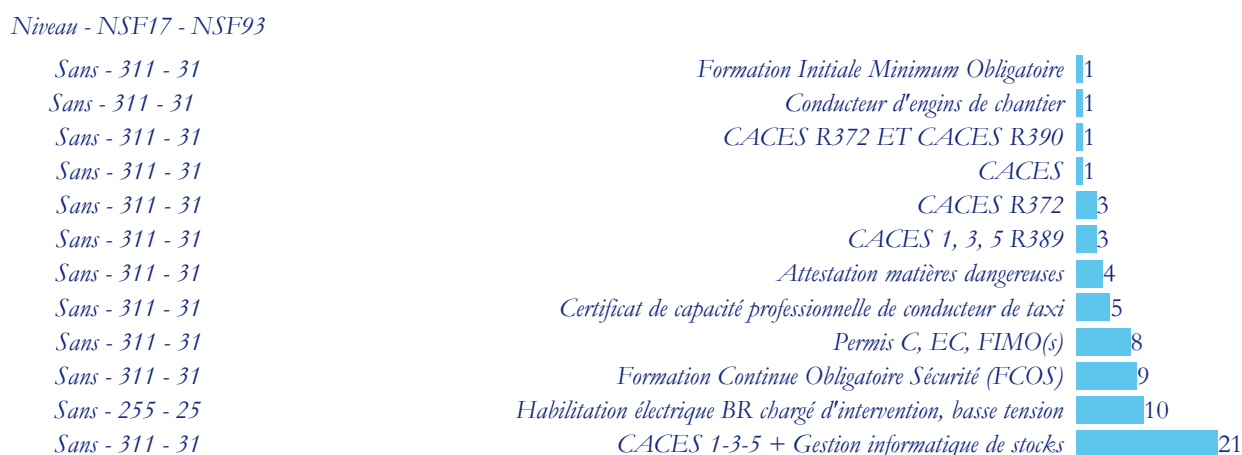 Niveau - NSF17 - NSF93
Sans - 311 - 31 Formation Initiale Minimum Obligatoire 1
Sans - 311 - 31 Conducteur d'engins de chantier 1
Sans - 311 - 31 CACES R372 ET CACES R390 1
Sans - 311 - 31 CACES 1
Sans - 311 - 31 CACES R372 3
Sans - 311 - 31 CACES 1, 3, 5 R389 3
Sans - 311 - 31 Attestation matières dangereuses 4
Sans - 311 - 31 Certificat de capacité professionnelle de conducteur de taxi 5
Sans - 311 - 31 Permis C, EC, FIMO(s) 8
Sans - 311 - 31 Formation Continue Obligatoire Sécurité (FCOS) 9
Sans - 255 - 25 Habilitation électrique BR chargé d'intervention, basse tension 10
Sans - 311 - 31 CACES 1-3-5 + Gestion informatique de stocks 21